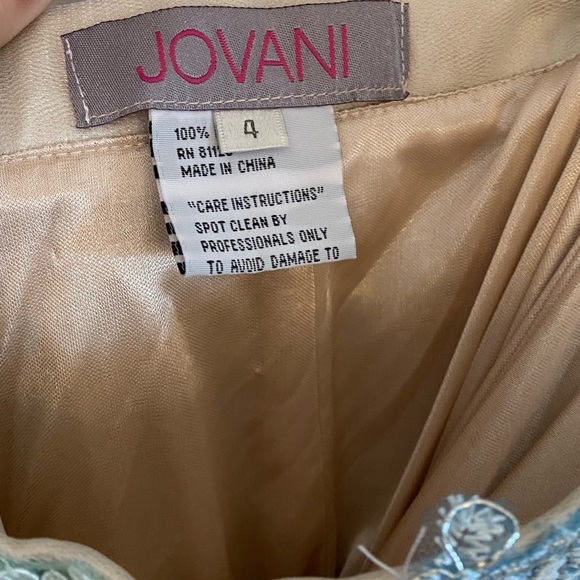 JOVANI
4
100%
RN
MADE IN CHINA
"CARE INSTRUCTIONS"
SPOT CLEAN BY
PROFESSIONALS ONLY
TO AVOID DAMAGE TO